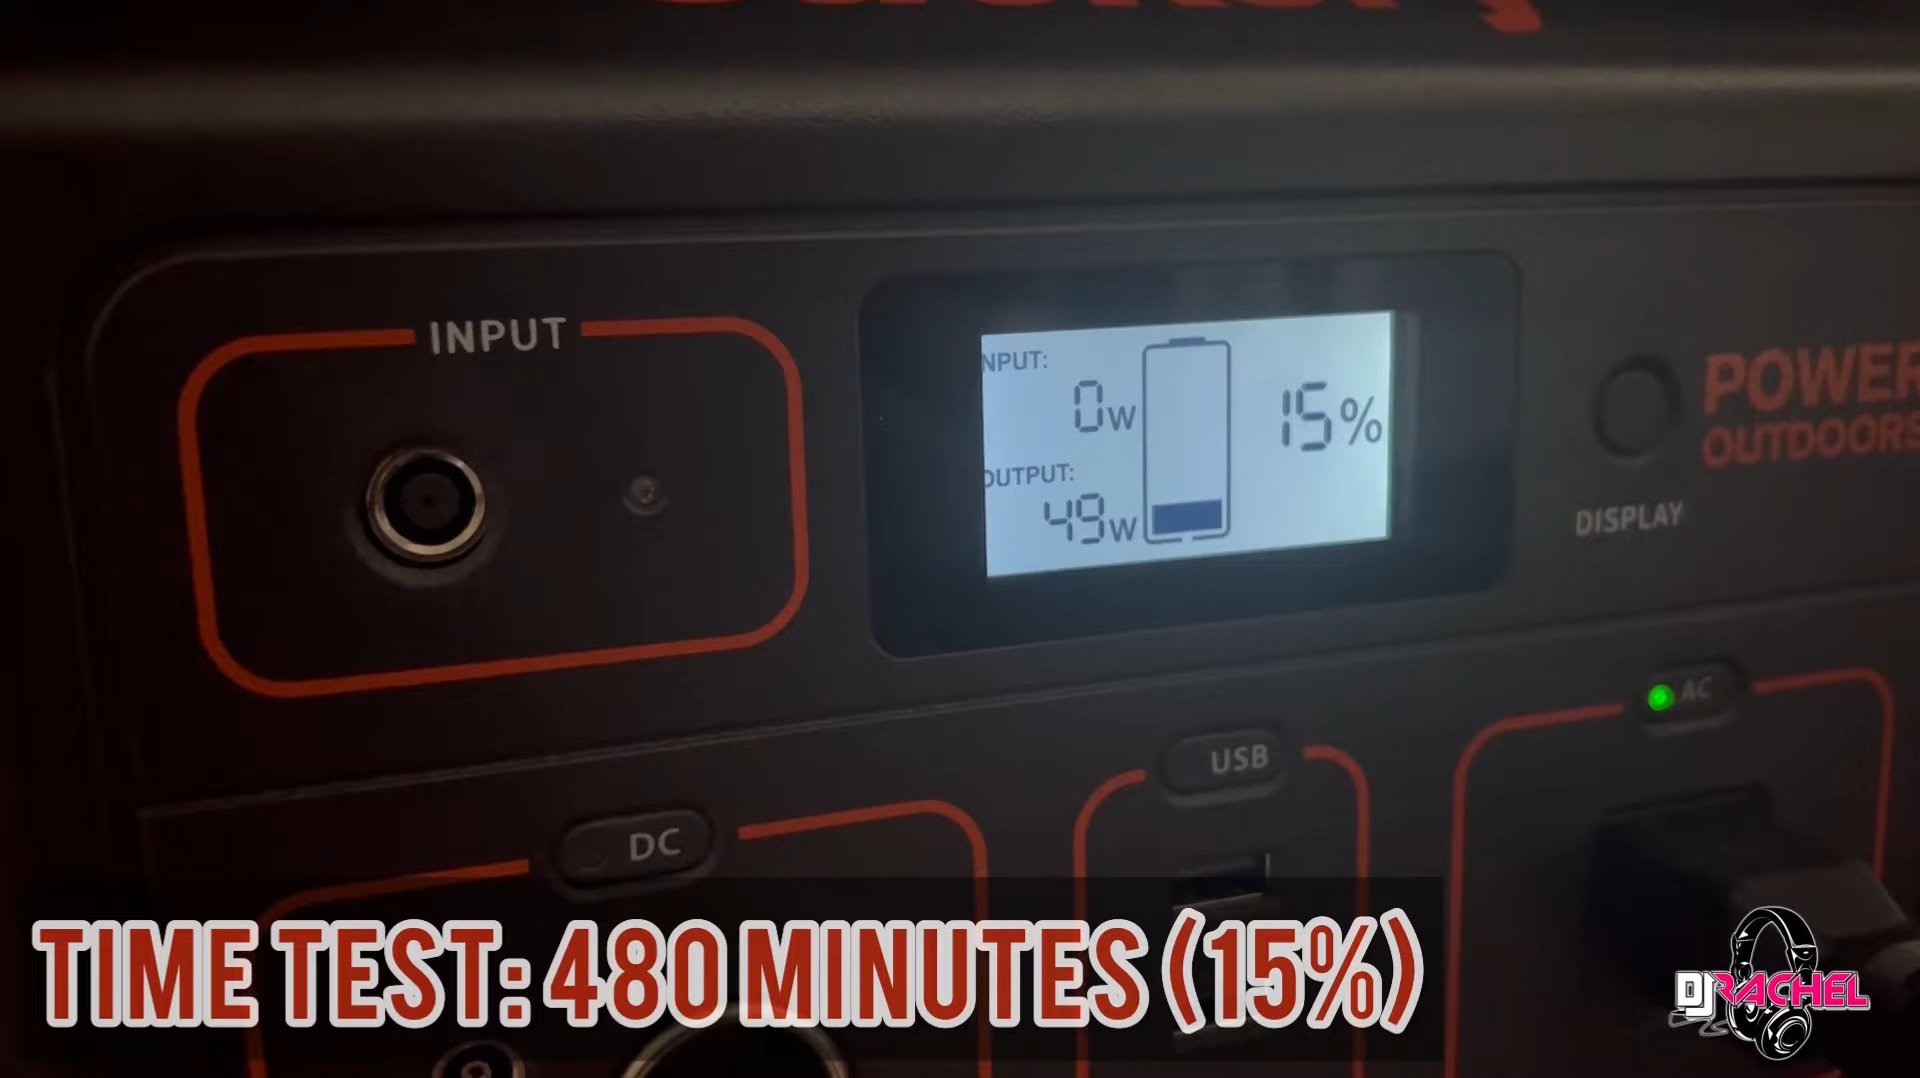 INPUT
NPUT:
0W
15%
OUTPUT:
49W
POWER
OUTDOORS
DISPLAY
AC
USB
DC
TIME TEST: 480 MINUTES (15%)
DJ RACHEL